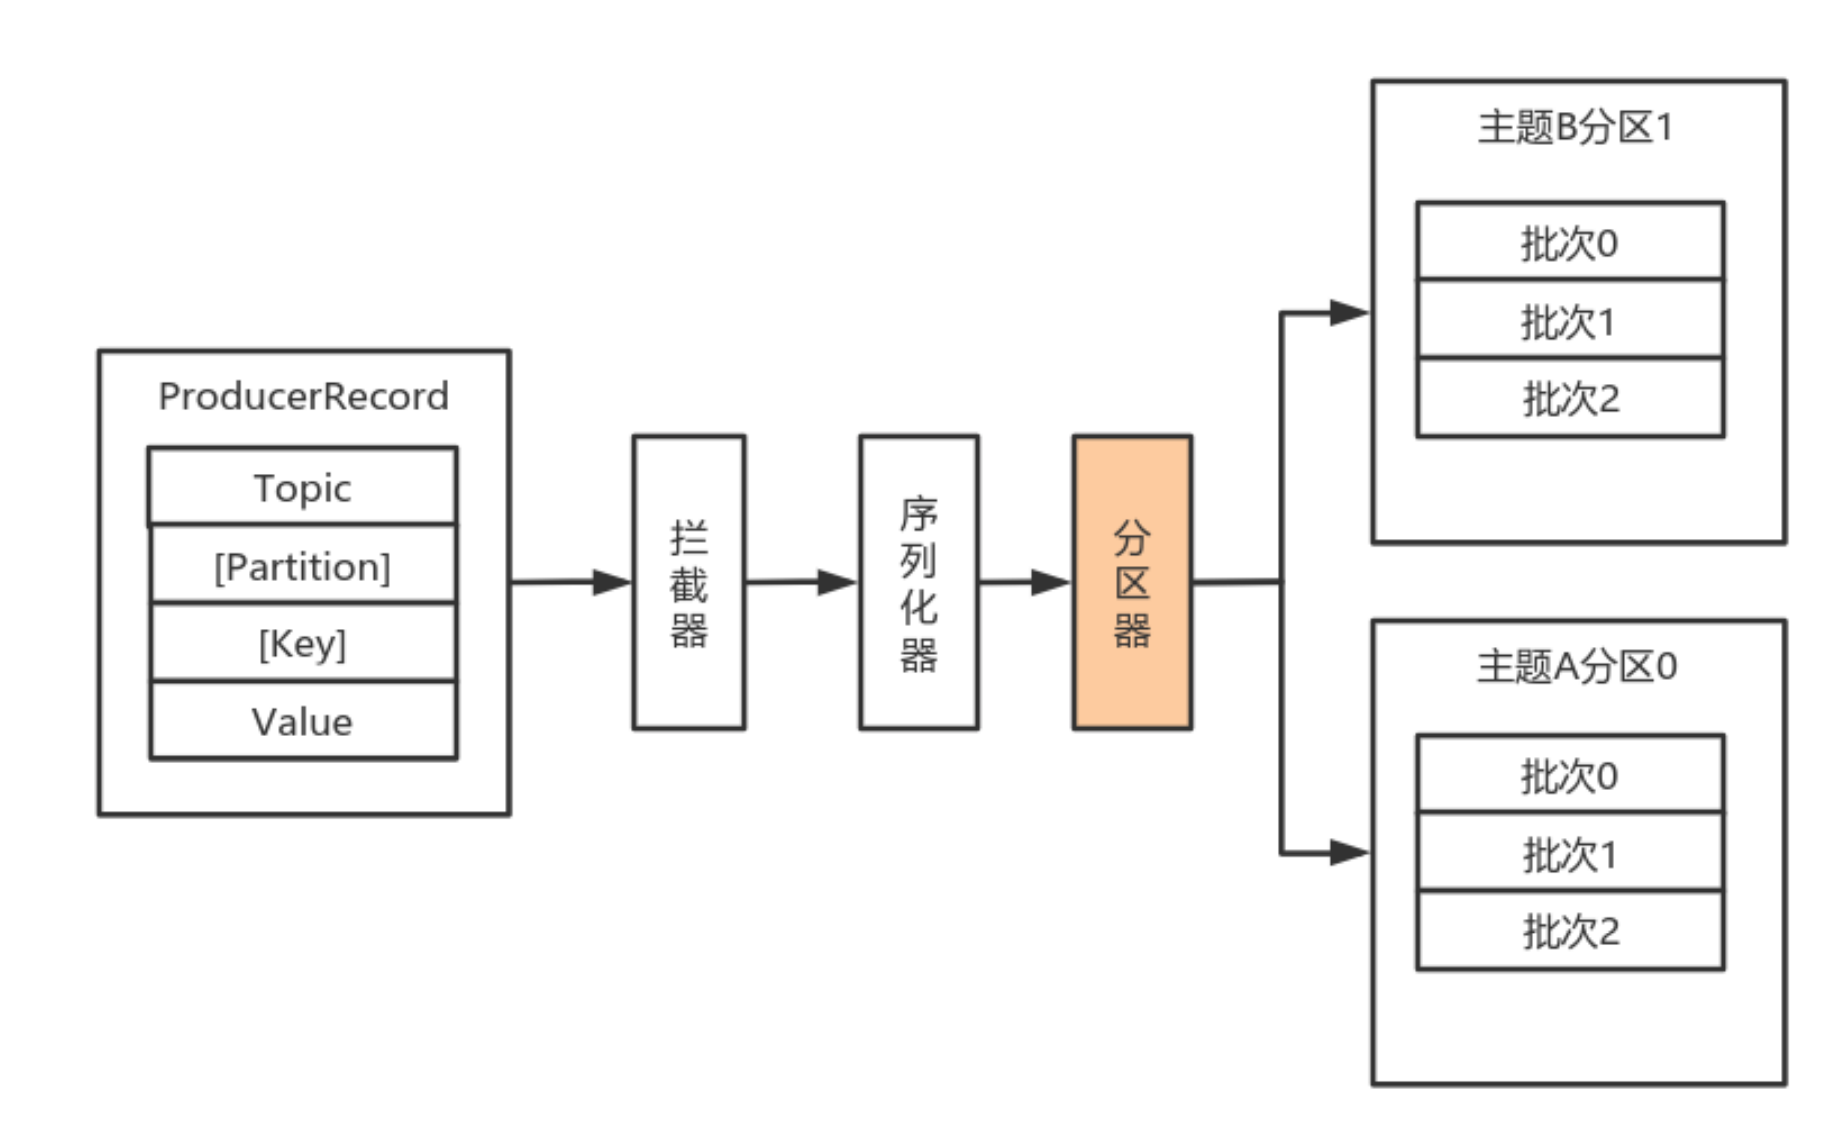 ProducerRecord
Topic
[Partition]
[Key]
Value
拦截器
序列化器
分区器
主题B分区1
批次0
批次1
批次2
主题A分区0
批次0
批次1
批次2